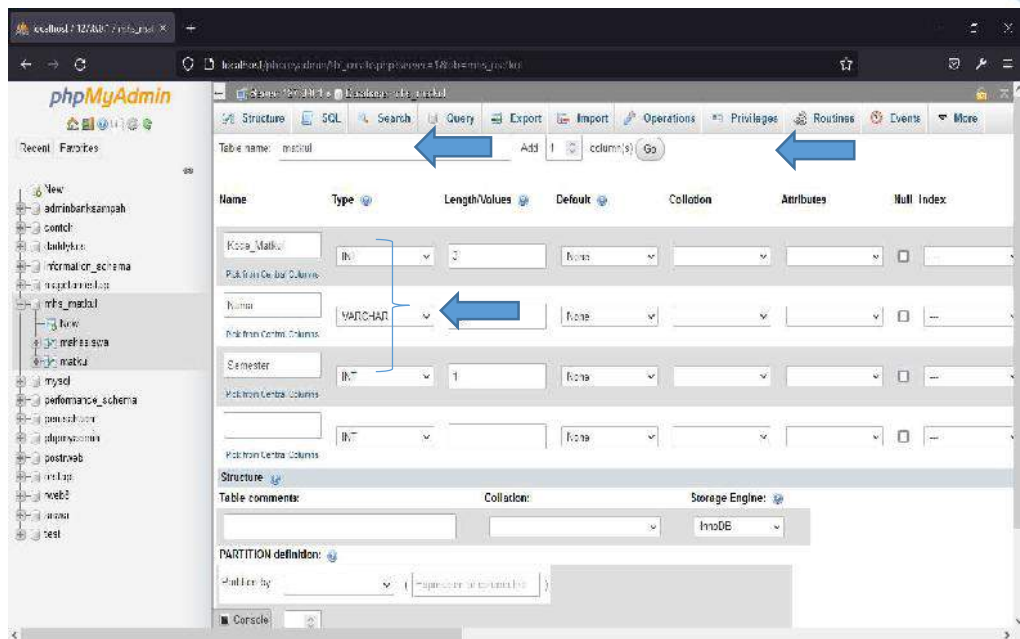 phpMyAdmin
Recent Favorites
New
adminbanksampah
contoh
information_schema
mhs_matkul
New
matkul
mysql
performance_schema
phpmyadmin
postrweb
test
Structure SQL Search Query Export Import Operations Privileges Routines Events More
Table name: matkul Add 1 column(s) Go
Name Type Length/Values Default Collation Attributes Null Index
Kode_Matkul INT 3 None ---
Pick from Central Columns
Nama VARCHAR None ---
Pick from Central Columns
Semester INT 1 None ---
Pick from Central Columns
INT None ---
Pick from Central Columns
Structure
Table comments: Collation: Storage Engine:
InnoDB
PARTITION definition:
Partition by ( )
Console